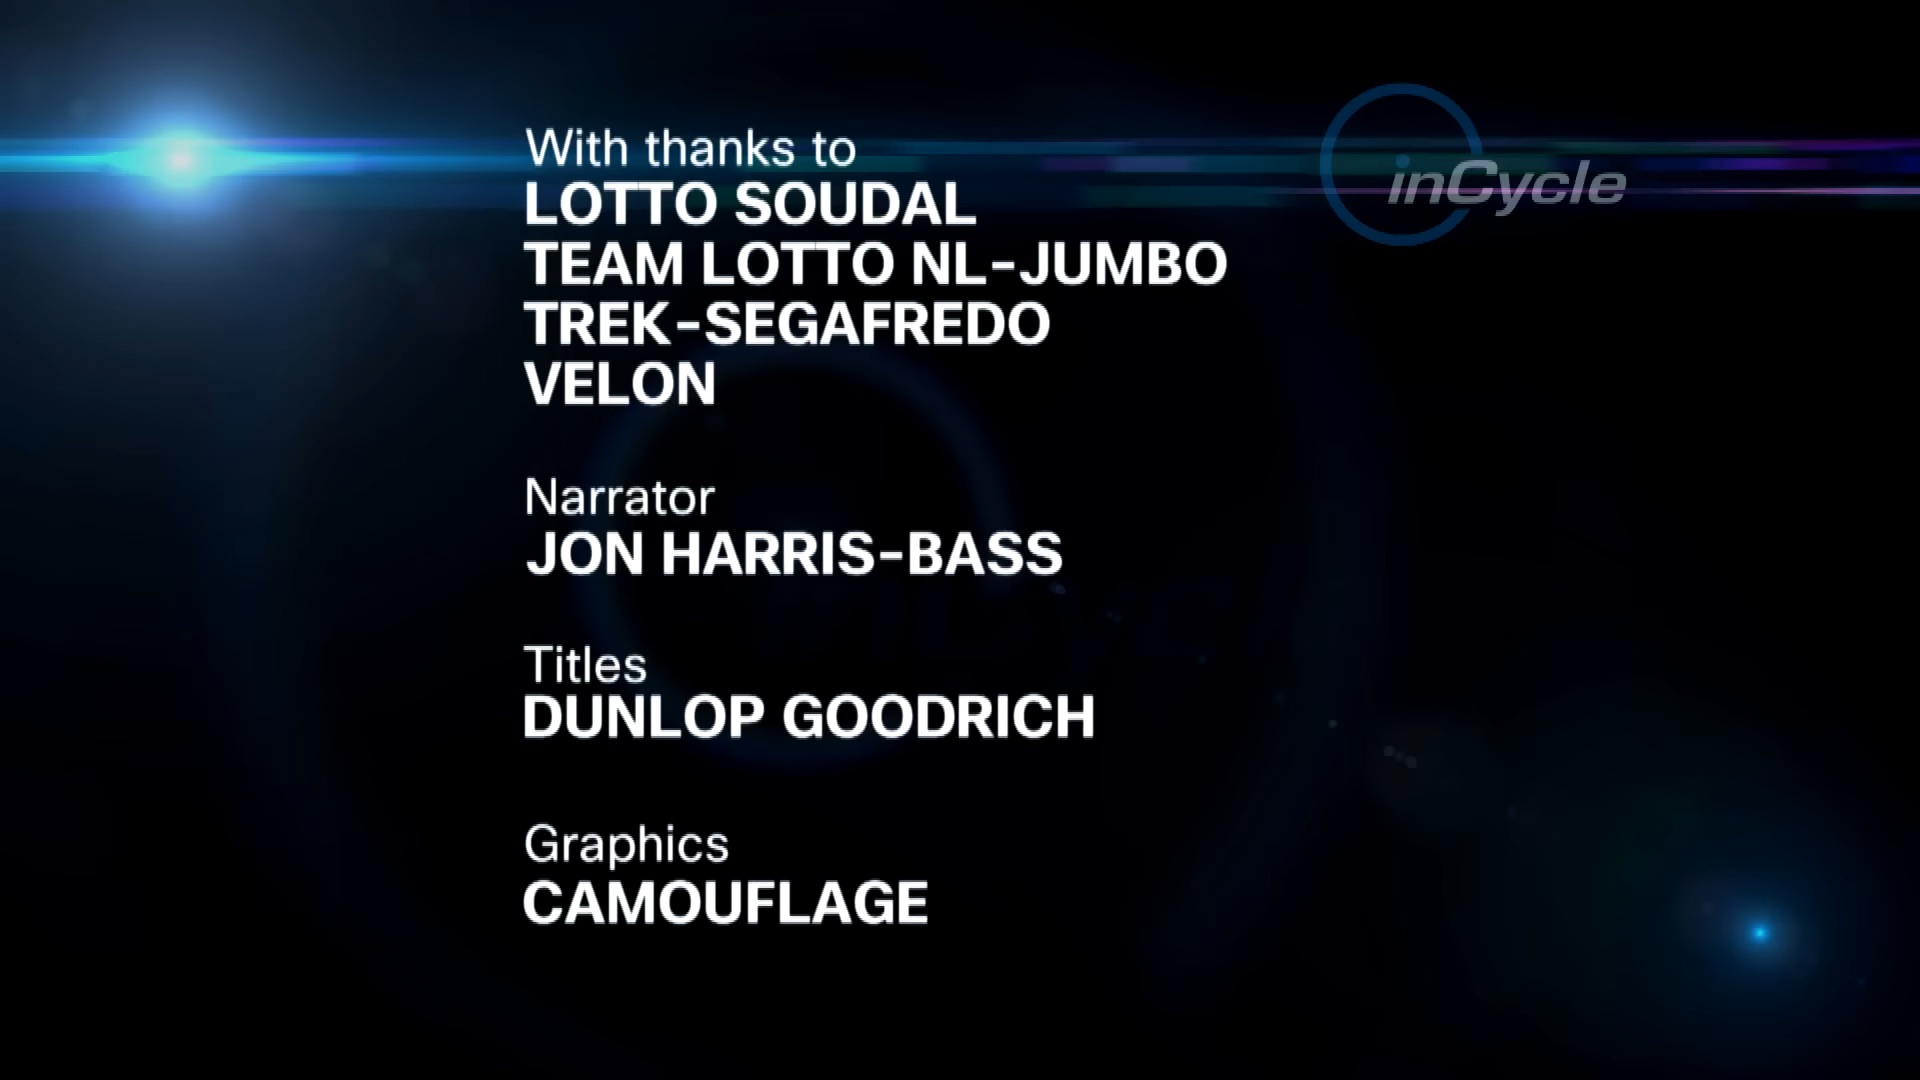 With thanks to
LOTTO SOUDAL
TEAM LOTTO NL-JUMBO
TREK-SEGAFREDO
VELON
Narrator
JON HARRIS-BASS
Titles
DUNLOP GOODRICH
Graphics
CAMOUFLAGE
inCycle